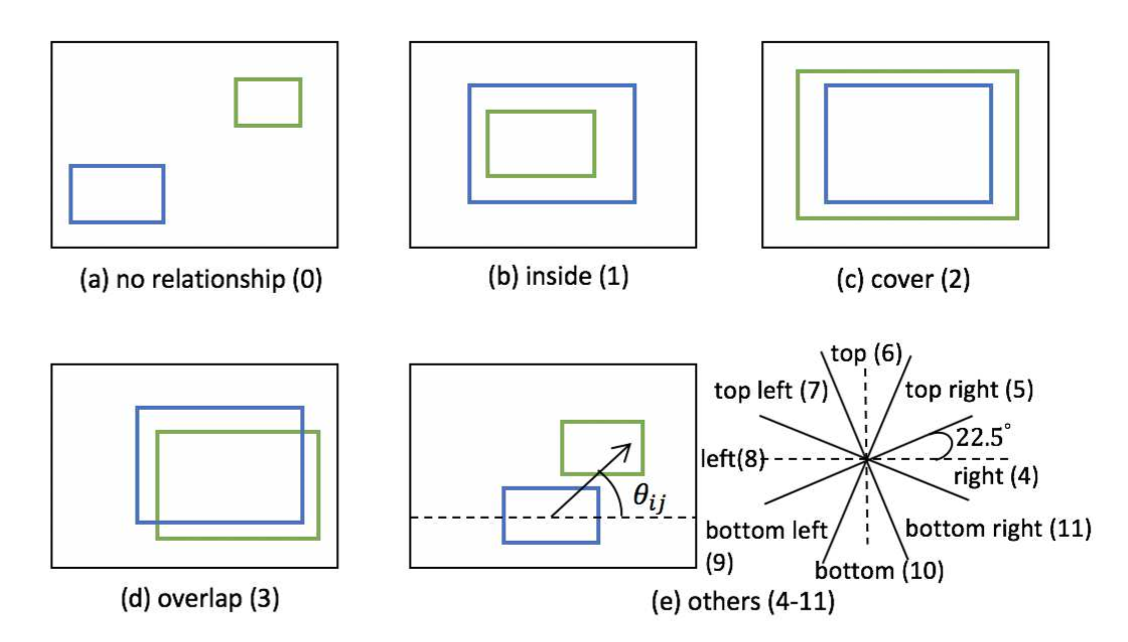 (a) no relationship (0)
(b) inside (1)
(c) cover (2)
(d) overlap (3)
θij
(e) others (4-11)
top (6)
top left (7)
top right (5)
22.5°
left(8)
right (4)
bottom left
(9)
bottom right (11)
bottom (10)